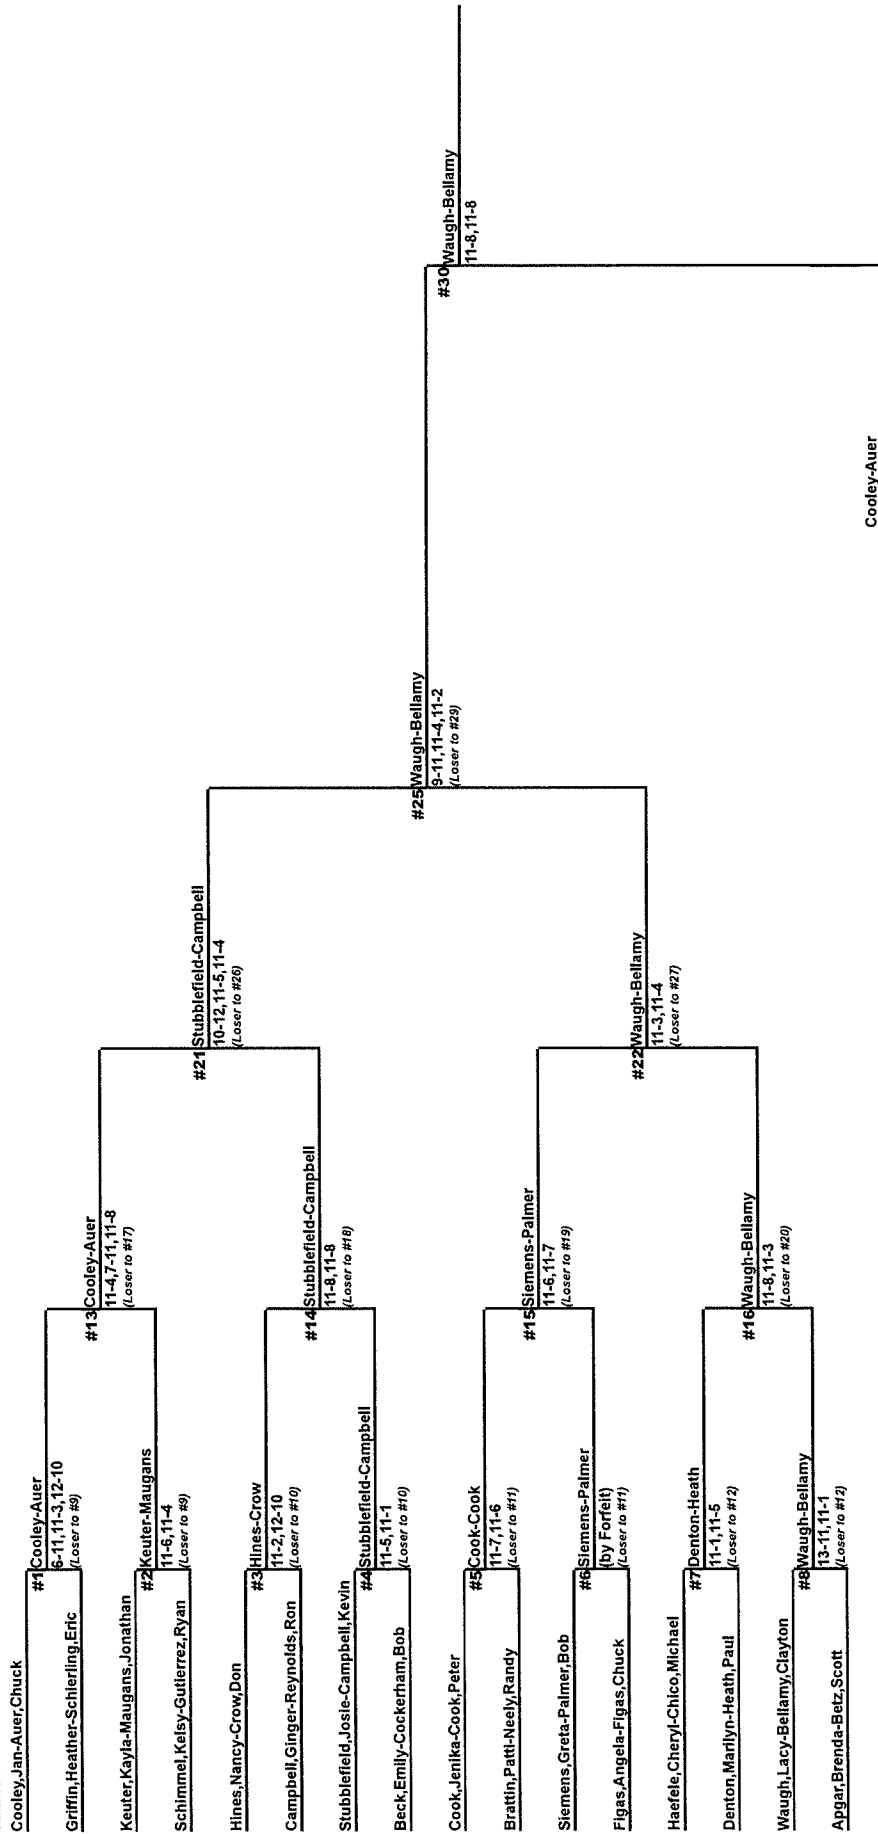 Cooley,Jan-Auer,Chuck
#1 Cooley-Auer
6-11,11-3,12-10
(Loser to #9)
Griffin,Heather-Schierling,Eric
#13 Cooley-Auer
11-4,7-11,11-8
(Loser to #17)
Keuter,Kayla-Maugans,Jonathan
#2 Keuter-Maugans
11-6,11-4
(Loser to #9)
Schimmel,Kelsy-Gutierrez,Ryan
#21 Stubblefield-Campbell
10-12,11-5,11-4
(Loser to #26)
Hines,Nancy-Crow,Don
#3 Hines-Crow
11-2,12-10
(Loser to #10)
Campbell,Ginger-Reynolds,Ron
#14 Stubblefield-Campbell
11-8,11-8
(Loser to #18)
Stubblefield,Josie-Campbell,Kevin
#4 Stubblefield-Campbell
11-5,11-1
(Loser to #10)
Beck,Emily-Cockerham,Bob
#25 Waugh-Bellamy
9-11,11-4,11-2
(Loser to #29)
#30 Waugh-Bellamy
11-8,11-8
Cook,Jenika-Cook,Peter
#5 Cook-Cook
11-7,11-6
(Loser to #11)
Brattin,Patti-Neely,Randy
#15 Siemens-Palmer
11-6,11-7
(Loser to #19)
Siemens,Greta-Palmer,Bob
#6 Siemens-Palmer
(by Forfeit)
(Loser to #11)
Figas,Angela-Figas,Chuck
#22 Waugh-Bellamy
11-3,11-4
(Loser to #27)
Haefele,Cheryl-Chico,Michael
#7 Denton-Heath
11-1,11-5
(Loser to #12)
Denton,Marilyn-Heath,Paul
#16 Waugh-Bellamy
11-8,11-3
(Loser to #20)
Waugh,Lacy-Bellamy,Clayton
#8 Waugh-Bellamy
13-11,11-1
(Loser to #12)
Apgar,Brenda-Betz,Scott
Cooley-Auer